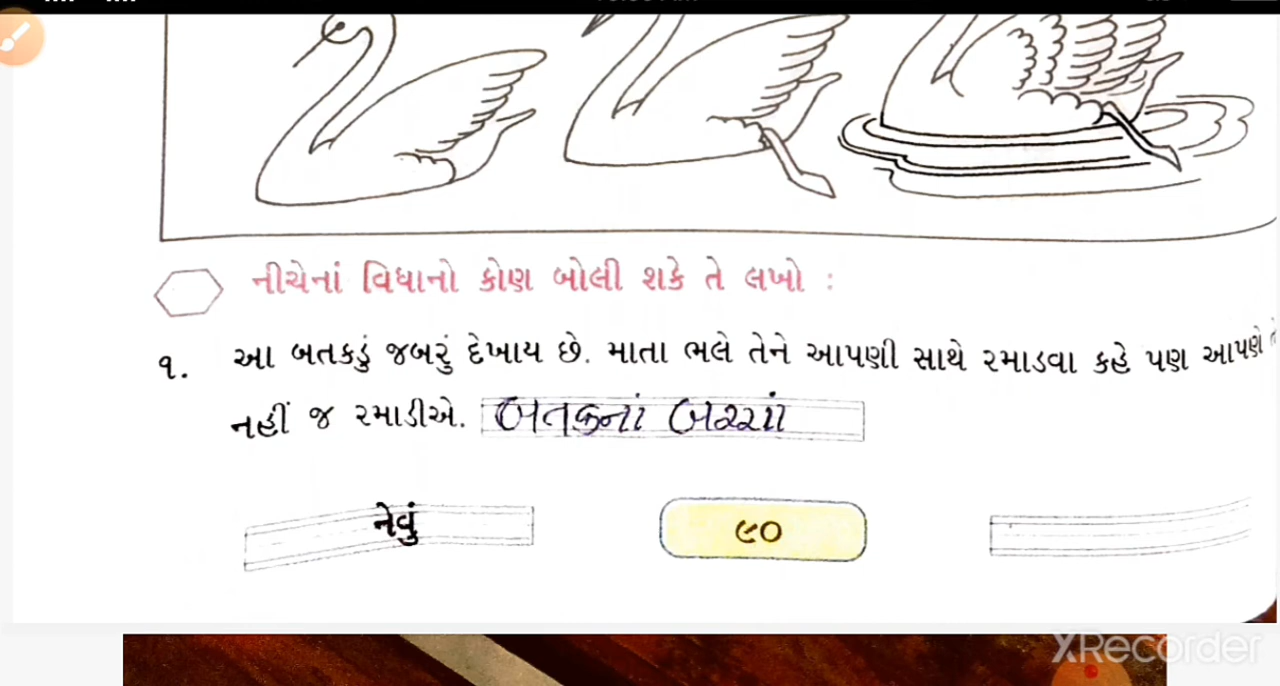 નીચેનાં વિધાનો કોણ બોલી શકે તે લખો :
૧. આ બતકડું જબરું દેખાય છે. માતા ભલે તેને આપણી સાથે રમાડવા કહે પણ આપણે તે
નહીં જ રમાડીએ. બતકનાં બચ્ચાં
નેવું ૯૦
XRecorder